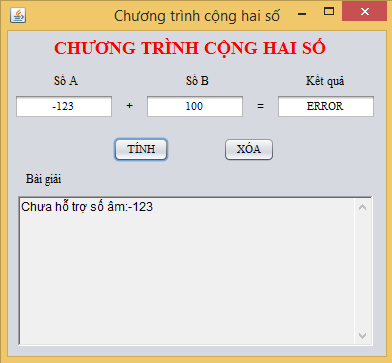 Chương trình cộng hai số
CHƯƠNG TRÌNH CỘNG HAI SỐ
Số A Số B Kết quả
-123 + 100 = ERROR
TÍNH XÓA
Bài giải
Chưa hỗ trợ số âm:-123